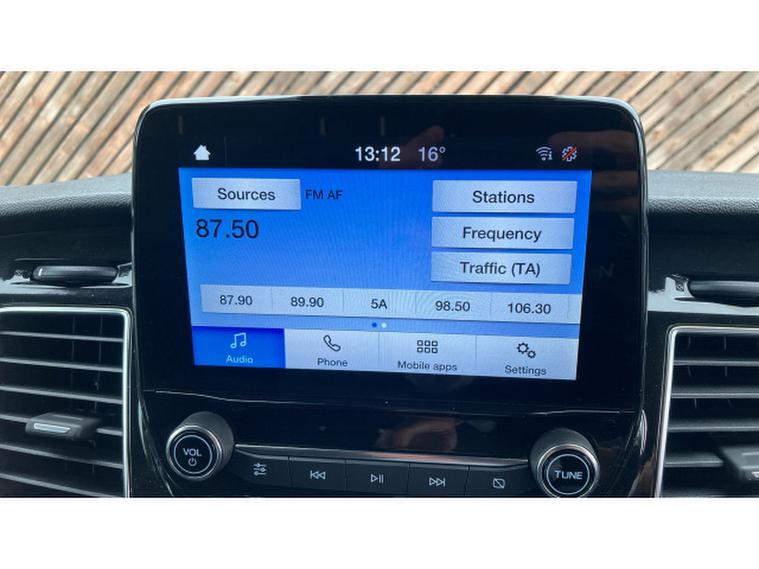 13:12 16°
Sources FM AF Stations
87.50 Frequency
Traffic (TA)
87.90 89.90 5A 98.50 106.30
Audio Phone Mobile apps Settings
VOL TUNE